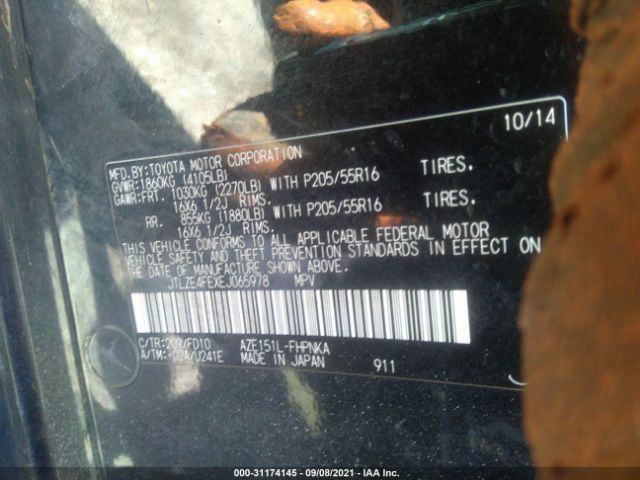 10/14
MFD. BY: TOYOTA MOTOR CORPORATION
GVWR: 1860KG (4105LB)
GAWR: FRT. 1030KG (2270LB) WITH P205/55R16 TIRES.
16X6 1/2J RIMS.
RR. 855KG (1880LB) WITH P205/55R16 TIRES.
16X6 1/2J RIMS.
THIS VEHICLE CONFORMS TO ALL APPLICABLE FEDERAL MOTOR
VEHICLE SAFETY AND THEFT PREVENTION STANDARDS IN EFFECT ON
THE DATE OF MANUFACTURE SHOWN ABOVE.
JTLZE4FEXEJ065978 MPV
C/TR: 209/FD10 AZE151L-FHPNKA
A/TM: -02A/U241E MADE IN JAPAN 911
000-31174145 - 09/08/2021 - IAA Inc.